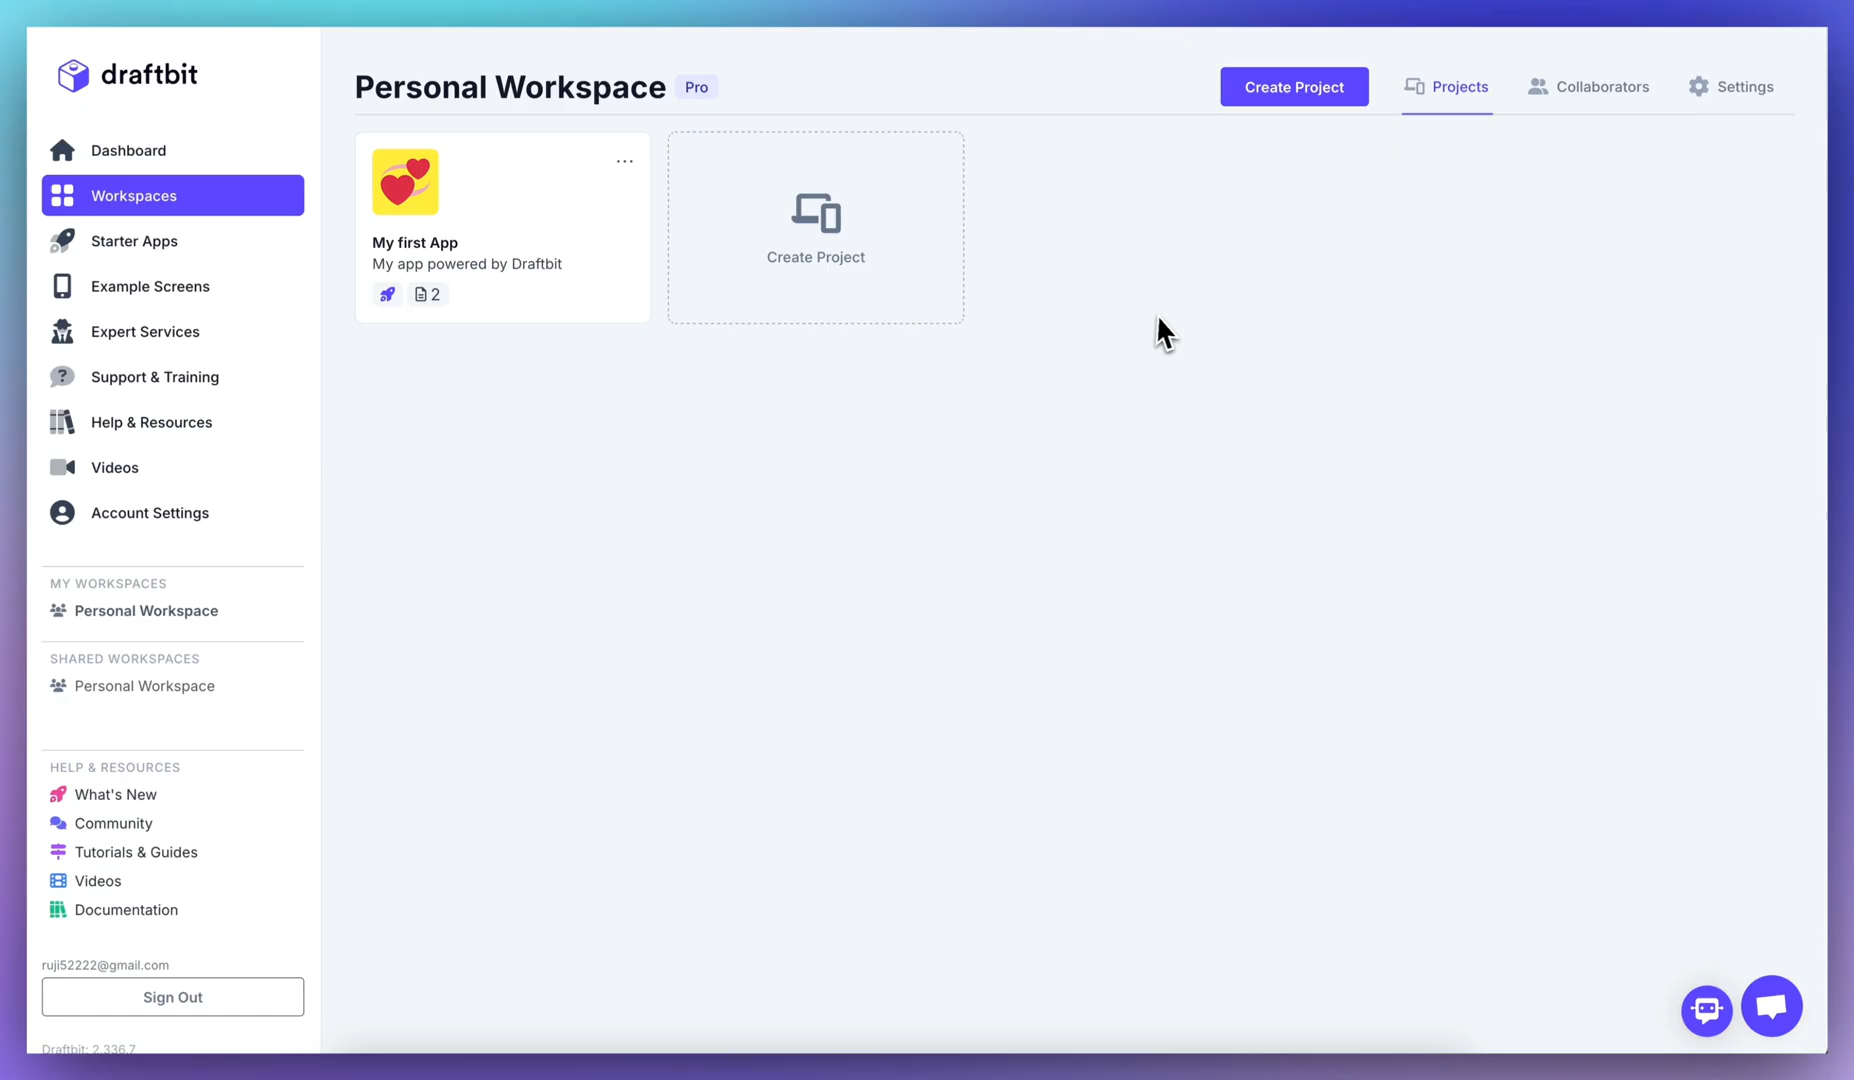 draftbit
Dashboard
Workspaces
Starter Apps
Example Screens
Expert Services
Support & Training
Help & Resources
Videos
Account Settings
MY WORKSPACES
Personal Workspace
SHARED WORKSPACES
Personal Workspace
HELP & RESOURCES
What's New
Community
Tutorials & Guides
Videos
Documentation
ruji52222@gmail.com
Sign Out
Draftbit: 2.336.7
Personal Workspace Pro
Create Project
Projects
Collaborators
Settings
...
My first App
My app powered by Draftbit
2
Create Project